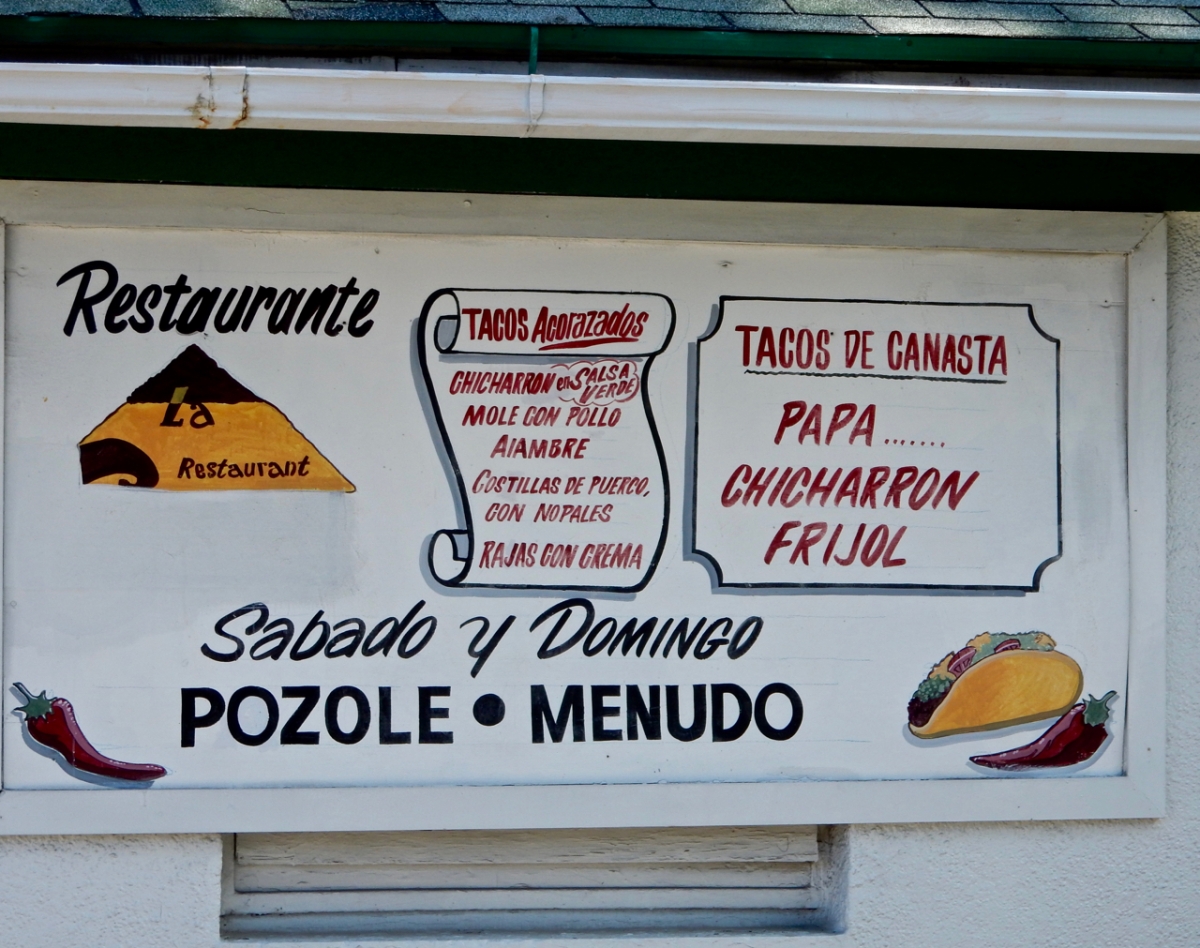 Restaurante
La
Restaurant
TACOS Acorazados
CHICHARRON en SALSA VERDE
MOLE CON POLLO
AlAMBRE
COSTILLAS DE PUERCO,
CON NOPALES
RAJAS CON CREMA
TACOS DE CANASTA
PAPA.......
CHICHARRON
FRIJOL
Sabado y DOMINGO
POZOLE • MENUDO